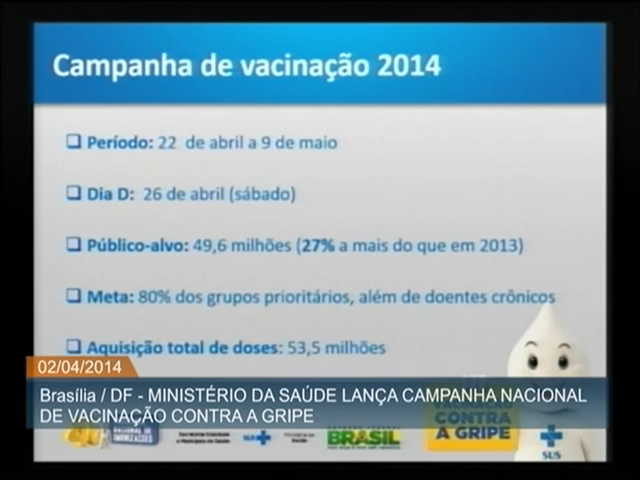 Campanha de vacinação 2014
❑ Período: 22 de abril a 9 de maio
❑ Dia D: 26 de abril (sábado)
❑ Público-alvo: 49,6 milhões (27% a mais do que em 2013)
❑ Meta: 80% dos grupos prioritários, além de doentes crônicos
❑ Aquisição total de doses: 53,5 milhões
02/04/2014
Brasília / DF - MINISTÉRIO DA SAÚDE LANÇA CAMPANHA NACIONAL
DE VACINAÇÃO CONTRA A GRIPE
VACINAÇÃO
CONTRA
A GRIPE
SUS
BRASIL
SUS